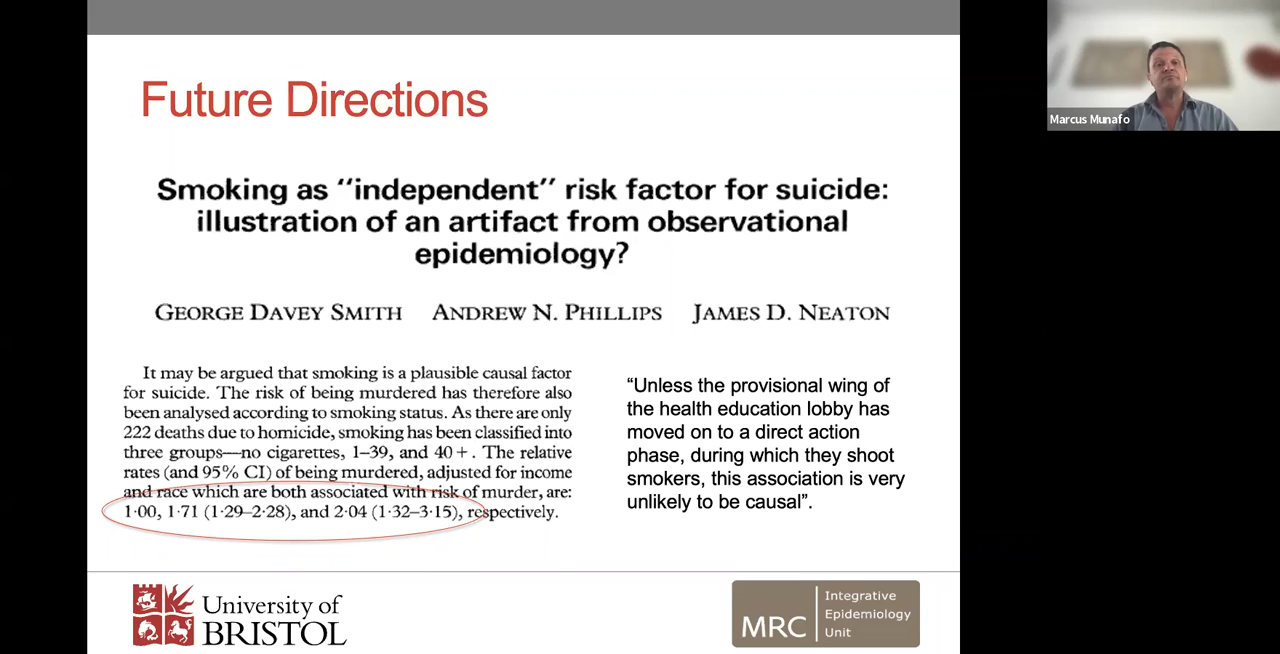 Future Directions
Smoking as “independent” risk factor for suicide:
illustration of an artifact from observational
epidemiology?
GEORGE DAVEY SMITH ANDREW N. PHILLIPS JAMES D. NEATON
It may be argued that smoking is a plausible causal factor
for suicide. The risk of being murdered has therefore also
been analysed according to smoking status. As there are only
222 deaths due to homicide, smoking has been classified into
three groups—no cigarettes, 1–39, and 40+. The relative
rates (and 95% CI) of being murdered, adjusted for income
and race which are both associated with risk of murder, are:
1·00, 1·71 (1·29–2·28), and 2·04 (1·32–3·15), respectively.
“Unless the provisional wing of
the health education lobby has
moved on to a direct action
phase, during which they shoot
smokers, this association is very
unlikely to be causal”.
University of
BRISTOL
MRC
Integrative
Epidemiology
Unit
Marcus Munafo